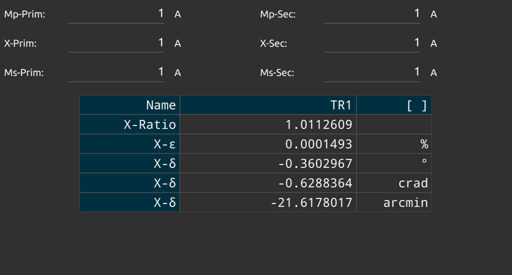 Mp-Prim: 1 A Mp-Sec: 1 A
X-Prim: 1 A X-Sec: 1 A
Ms-Prim: 1 A Ms-Sec: 1 A
Name TR1 [ ]
X-Ratio 1.0112609
X-ε 0.0001493 %
X-δ -0.3602967 °
X-δ -0.6288364 crad
X-δ -21.6178017 arcmin